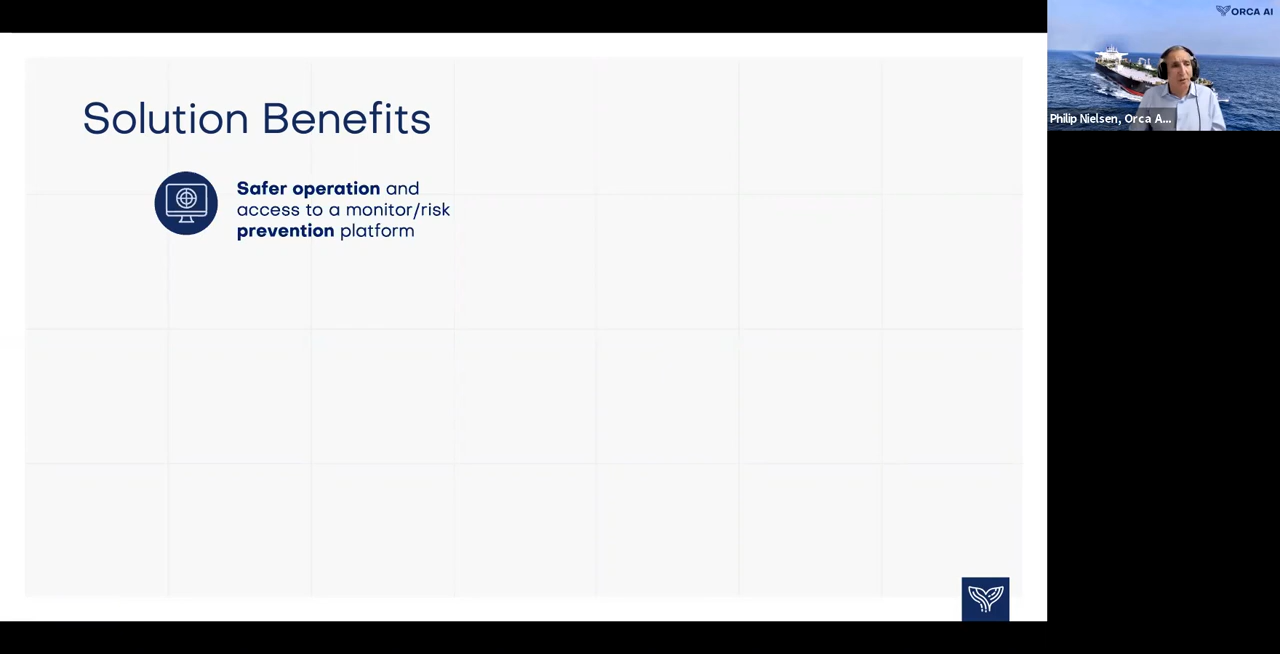 Solution Benefits
Safer operation and
access to a monitor/risk
prevention platform
ORCA AI
Philip Nielsen, Orca A...